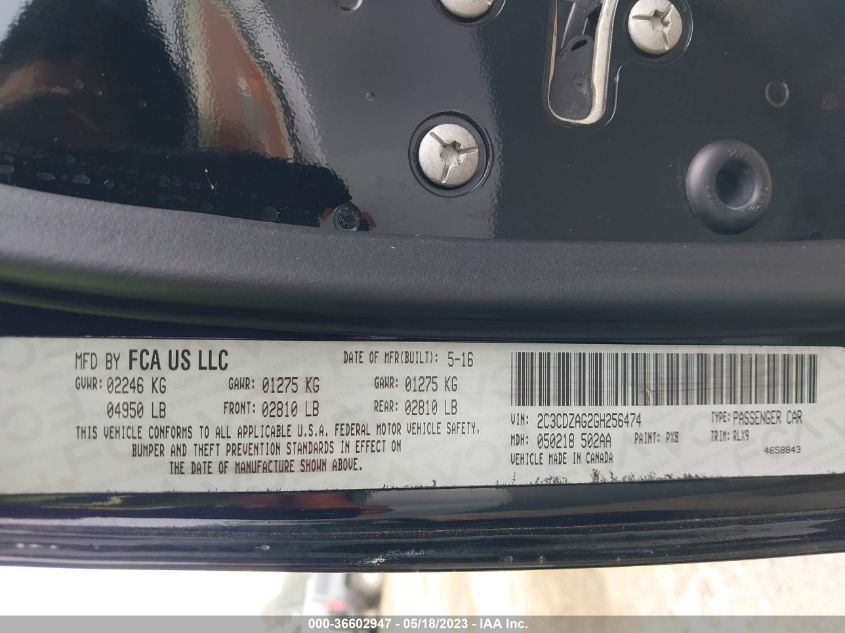 MFD BY FCA US LLC DATE OF MFR(BUILT): 5-16
GVWR: 02246 KG GAWR: 01275 KG GAWR: 01275 KG
04950 LB FRONT: 02810 LB REAR: 02810 LB
THIS VEHICLE CONFORMS TO ALL APPLICABLE U.S.A. FEDERAL MOTOR VEHICLE SAFETY,
BUMPER AND THEFT PREVENTION STANDARDS IN EFFECT ON
THE DATE OF MANUFACTURE SHOWN ABOVE.
VIN: 2C3CDZAG2GH256474 TYPE: PASSENGER CAR
MDH: 050218 502AA PAINT: PX8 TRIM: RLX9
VEHICLE MADE IN CANADA 4658843
000-36602947 - 05/18/2023 - IAA Inc.